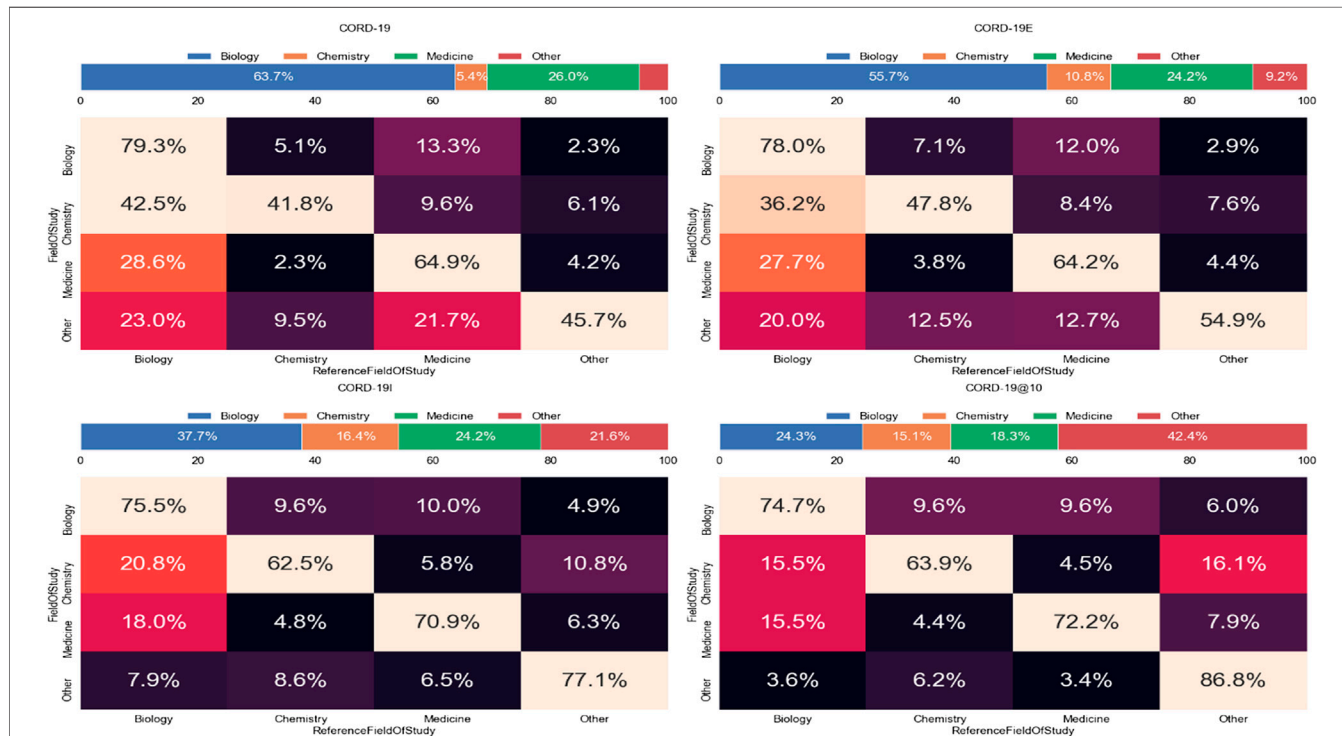 CORD-19
Biology Chemistry Medicine Other
63.7% 5.4% 26.0%
0 20 40 60 80 100
Biology 79.3% 5.1% 13.3% 2.3%
Chemistry 42.5% 41.8% 9.6% 6.1%
Medicine 28.6% 2.3% 64.9% 4.2%
Other 23.0% 9.5% 21.7% 45.7%
FieldOfStudy
Biology Chemistry Medicine Other
ReferenceFieldOfStudy
CORD-19E
Biology Chemistry Medicine Other
55.7% 10.8% 24.2% 9.2%
0 20 40 60 80 100
Biology 78.0% 7.1% 12.0% 2.9%
Chemistry 36.2% 47.8% 8.4% 7.6%
Medicine 27.7% 3.8% 64.2% 4.4%
Other 20.0% 12.5% 12.7% 54.9%
FieldOfStudy
Biology Chemistry Medicine Other
ReferenceFieldOfStudy
CORD-19I
Biology Chemistry Medicine Other
37.7% 16.4% 24.2% 21.6%
0 20 40 60 80 100
Biology 75.5% 9.6% 10.0% 4.9%
Chemistry 20.8% 62.5% 5.8% 10.8%
Medicine 18.0% 4.8% 70.9% 6.3%
Other 7.9% 8.6% 6.5% 77.1%
FieldOfStudy
Biology Chemistry Medicine Other
ReferenceFieldOfStudy
CORD-19@10
Biology Chemistry Medicine Other
24.3% 15.1% 18.3% 42.4%
0 20 40 60 80 100
Biology 74.7% 9.6% 9.6% 6.0%
Chemistry 15.5% 63.9% 4.5% 16.1%
Medicine 15.5% 4.4% 72.2% 7.9%
Other 3.6% 6.2% 3.4% 86.8%
FieldOfStudy
Biology Chemistry Medicine Other
ReferenceFieldOfStudy